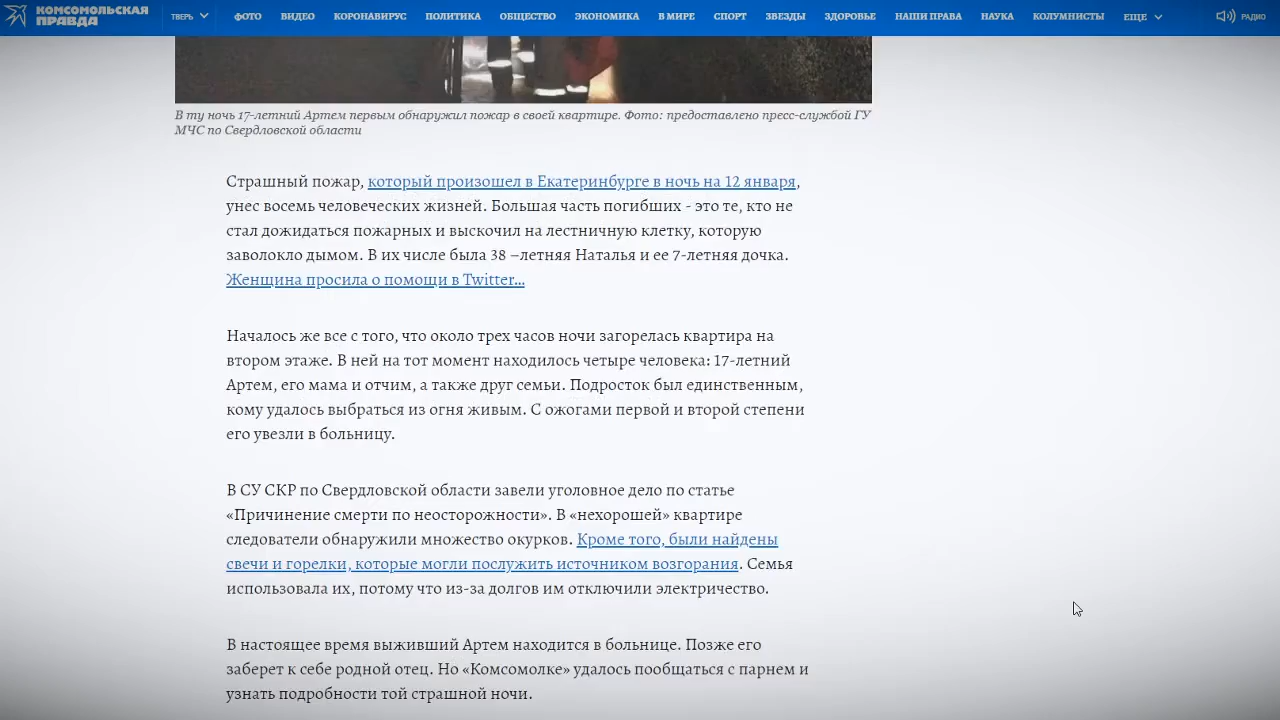 КОМСОМОЛЬСКАЯ
ПРАВДА
ТВЕРЬ
ФОТО ВИДЕО КОРОНАВИРУС ПОЛИТИКА ОБЩЕСТВО ЭКОНОМИКА В МИРЕ СПОРТ ЗВЕЗДЫ ЗДОРОВЬЕ НАШИ ПРАВА НАУКА КОЛУМНИСТЫ ЕЩЕ РАДИО
В ту ночь 17-летний Артем первым обнаружил пожар в своей квартире. Фото: предоставлено пресс-службой ГУ
МЧС по Свердловской области
Страшный пожар, который произошел в Екатеринбурге в ночь на 12 января,
унес восемь человеческих жизней. Большая часть погибших - это те, кто не
стал дожидаться пожарных и выскочил на лестничную клетку, которую
заволокло дымом. В их числе была 38 –летняя Наталья и ее 7-летняя дочка.
Женщина просила о помощи в Twitter...
Началось же все с того, что около трех часов ночи загорелась квартира на
втором этаже. В ней на тот момент находилось четыре человека: 17-летний
Артем, его мама и отчим, а также друг семьи. Подросток был единственным,
кому удалось выбраться из огня живым. С ожогами первой и второй степени
его увезли в больницу.
В СУ СКР по Свердловской области завели уголовное дело по статье
«Причинение смерти по неосторожности». В «нехорошей» квартире
следователи обнаружили множество окурков. Кроме того, были найдены
свечи и горелки, которые могли послужить источником возгорания. Семья
использовала их, потому что из-за долгов им отключили электричество.
В настоящее время выживший Артем находится в больнице. Позже его
заберет к себе родной отец. Но «Комсомолке» удалось пообщаться с парнем и
узнать подробности той страшной ночи.